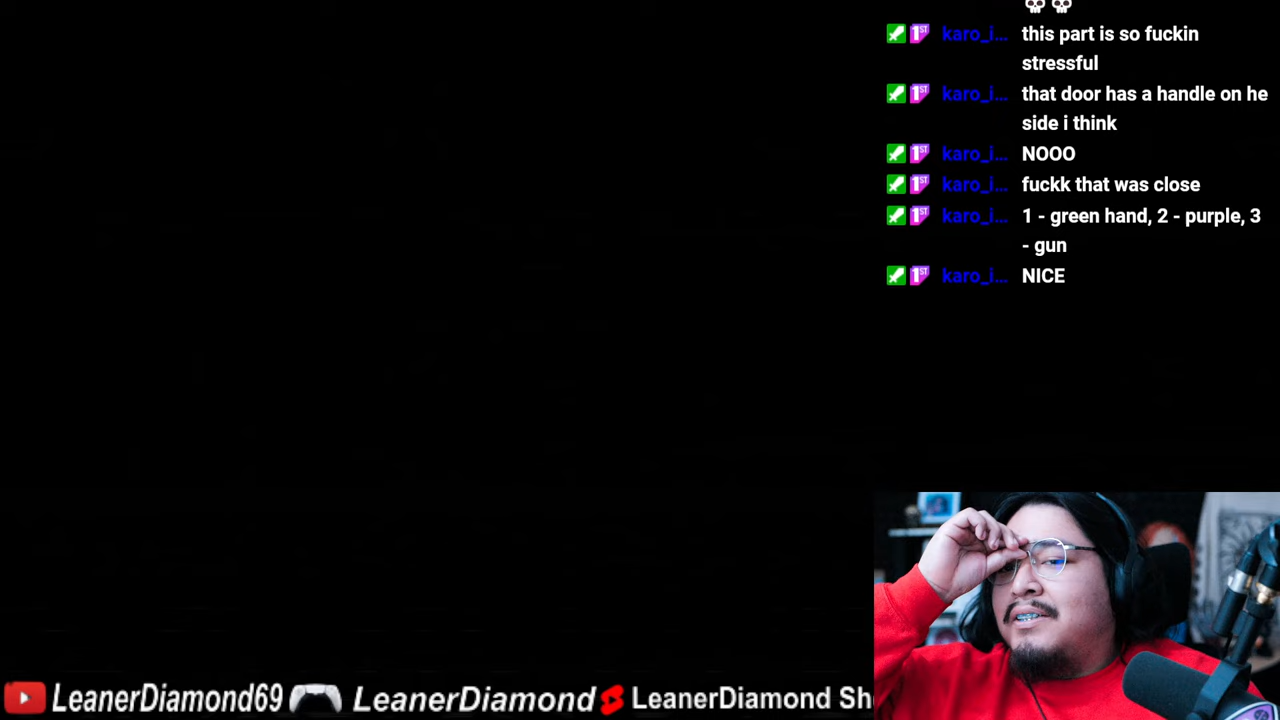 karo_i... this part is so fuckin
stressful
karo_i... that door has a handle on he
side i think
karo_i... NOOO
karo_i... fuckk that was close
karo_i... 1 - green hand, 2 - purple, 3
- gun
karo_i... NICE
LeanerDiamond69 LeanerDiamond LeanerDiamond Sh